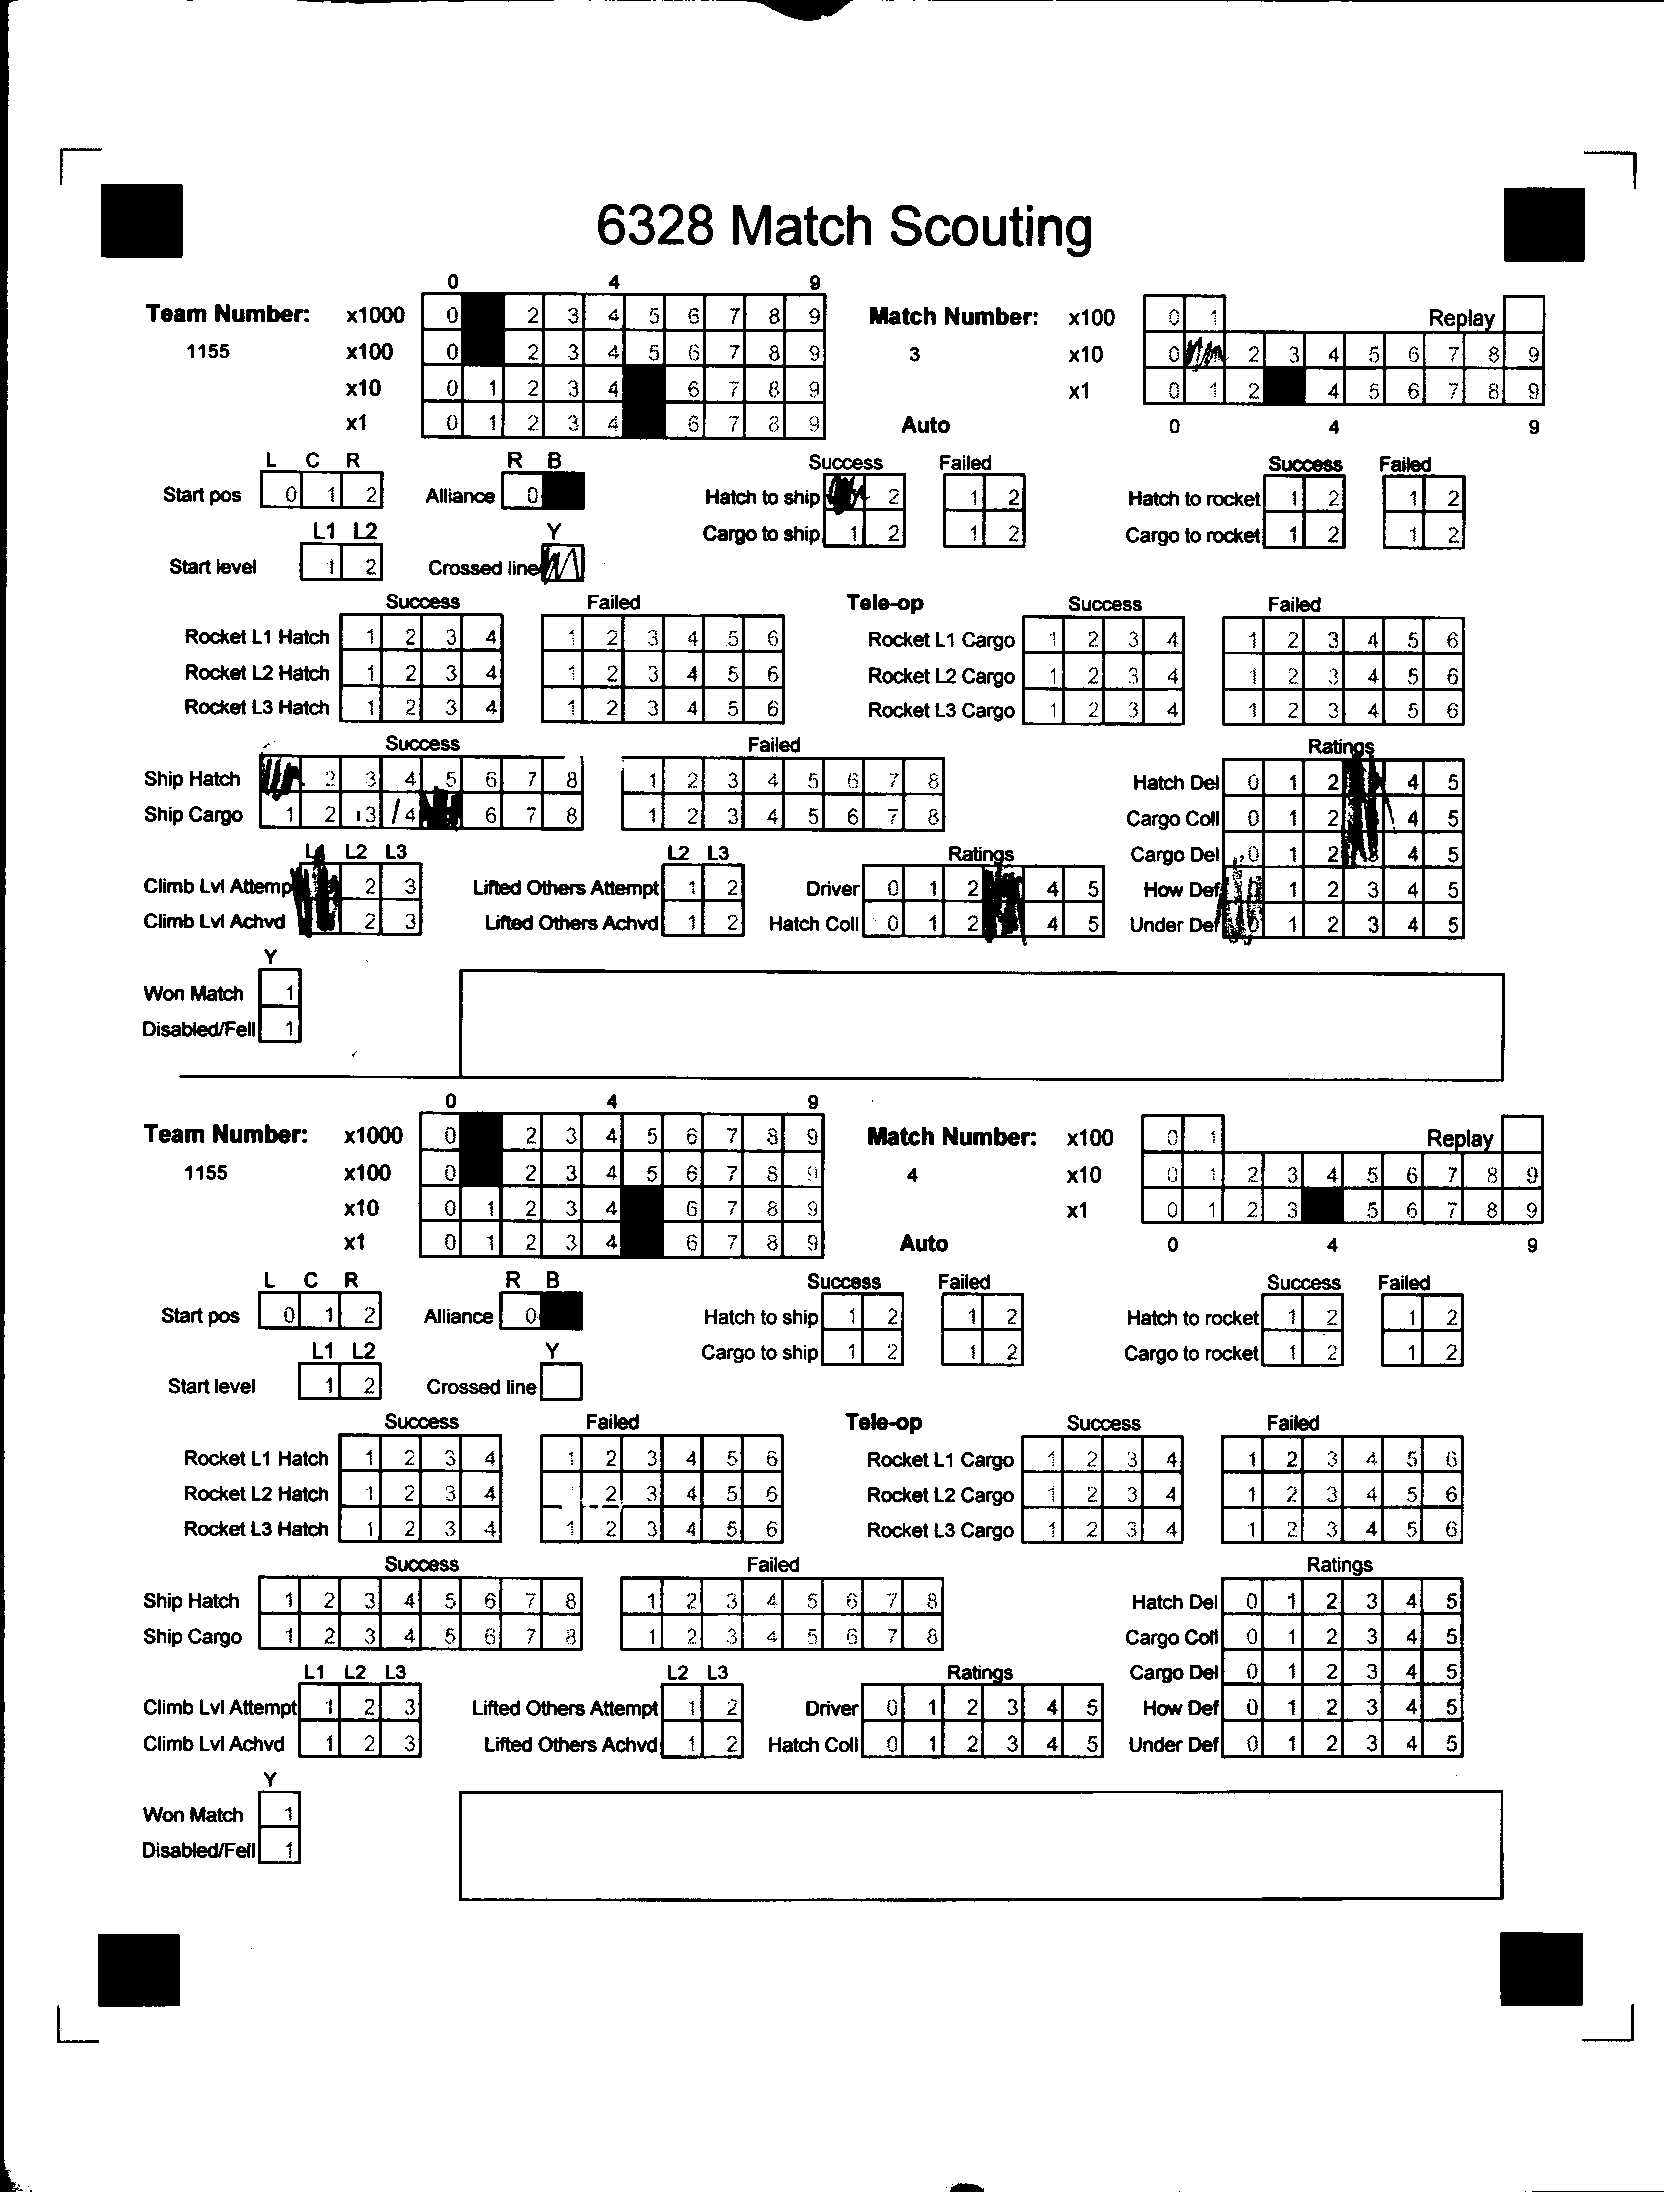 6328 Match Scouting
0 4 9
Team Number: x1000 0 2 3 4 5 6 7 8 9 Match Number: x100 0 1 Replay
1155 x100 0 2 3 4 5 6 7 8 9 3 x10 0 2 3 4 5 6 7 8 9
x10 0 1 2 3 4 6 7 8 9 x1 0 1 2 4 5 6 7 8 9
x1 0 1 2 3 4 6 7 8 9 Auto 0 4 9
L C R R B Success Failed Success Failed
Start pos 0 1 2 Alliance 0 Hatch to ship 2 1 2 Hatch to rocket 1 2 1 2
L1 L2 Y Cargo to ship 1 2 1 2 Cargo to rocket 1 2 1 2
Start level 1 2 Crossed line
Success Failed Tele-op Success Failed
Rocket L1 Hatch 1 2 3 4 1 2 3 4 5 6 Rocket L1 Cargo 1 2 3 4 1 2 3 4 5 6
Rocket L2 Hatch 1 2 3 4 1 2 3 4 5 6 Rocket L2 Cargo 1 2 3 4 1 2 3 4 5 6
Rocket L3 Hatch 1 2 3 4 1 2 3 4 5 6 Rocket L3 Cargo 1 2 3 4 1 2 3 4 5 6
Success Failed Ratings
Ship Hatch 2 3 4 5 6 7 8 1 2 3 4 5 6 7 8 Hatch Del 0 1 2 4 5
Ship Cargo 1 2 3 4 6 7 8 1 2 3 4 5 6 7 8 Cargo Coll 0 1 2 4 5
L1 L2 L3 L2 L3 Ratings Cargo Del 0 1 2 3 4 5
Climb Lvl Attempt 2 3 Lifted Others Attempt 1 2 Driver 0 1 2 4 5 How Def 1 2 3 4 5
Climb Lvl Achvd 2 3 Lifted Others Achvd 1 2 Hatch Coll 0 1 2 4 5 Under Def 0 1 2 3 4 5
Y
Won Match 1
Disabled/Fell 1
0 4 9
Team Number: x1000 0 2 3 4 5 6 7 8 9 Match Number: x100 0 1 Replay
1155 x100 0 2 3 4 5 6 7 8 9 4 x10 0 1 2 3 4 5 6 7 8 9
x10 0 1 2 3 4 6 7 8 9 x1 0 1 2 3 5 6 7 8 9
x1 0 1 2 3 4 6 7 8 9 Auto 0 4 9
L C R R B Success Failed Success Failed
Start pos 0 1 2 Alliance 0 Hatch to ship 1 2 1 2 Hatch to rocket 1 2 1 2
L1 L2 Y Cargo to ship 1 2 1 2 Cargo to rocket 1 2 1 2
Start level 1 2 Crossed line
Success Failed Tele-op Success Failed
Rocket L1 Hatch 1 2 3 4 1 2 3 4 5 6 Rocket L1 Cargo 1 2 3 4 1 2 3 4 5 6
Rocket L2 Hatch 1 2 3 4 2 3 4 5 6 Rocket L2 Cargo 1 2 3 4 1 2 3 4 5 6
Rocket L3 Hatch 1 2 3 4 1 2 3 4 5 6 Rocket L3 Cargo 1 2 3 4 1 2 3 4 5 6
Success Failed Ratings
Ship Hatch 1 2 3 4 5 6 7 8 1 2 3 4 5 6 7 8 Hatch Del 0 1 2 3 4 5
Ship Cargo 1 2 3 4 5 6 7 8 1 2 3 4 5 6 7 8 Cargo Coll 0 1 2 3 4 5
L1 L2 L3 L2 L3 Ratings Cargo Del 0 1 2 3 4 5
Climb Lvl Attempt 1 2 3 Lifted Others Attempt 1 2 Driver 0 1 2 3 4 5 How Def 0 1 2 3 4 5
Climb Lvl Achvd 1 2 3 Lifted Others Achvd 1 2 Hatch Coll 0 1 2 3 4 5 Under Def 0 1 2 3 4 5
Y
Won Match 1
Disabled/Fell 1